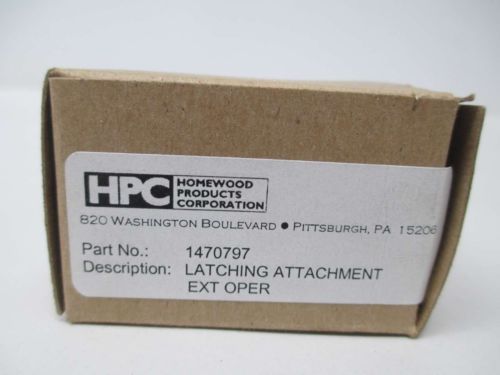 HPC HOMEWOOD
PRODUCTS
CORPORATION
820 WASHINGTON BOULEVARD ● PITTSBURGH, PA 15206
Part No.: 1470797
Description: LATCHING ATTACHMENT
EXT OPER